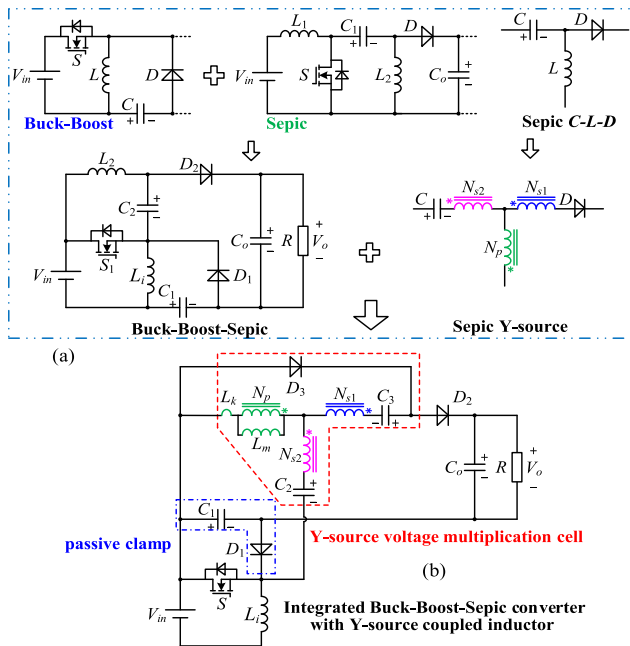 S
V_in
L
D
C
+ −
Buck-Boost
L_1
C_1
D
+ −
V_in
S
L_2
C_o
+
−
Sepic
C
D
+ −
L
Sepic C-L-D
L_2
D_2
C_2
+
−
S_1
V_in
L_i
D_1
C_1
+ −
C_o
+
−
R
+
V_o
−
Buck-Boost-Sepic
N_s2
N_s1
*
*
C
D
+ −
N_p
*
Sepic Y-source
(a)
D_3
L_k
N_p
*
N_s1
*
C_3
− +
D_2
L_m
*
N_s2
C_2
+
−
C_o
+
−
R
+
V_o
−
C_1
+ −
passive clamp
D_1
Y-source voltage multiplication cell
(b)
S
V_in
L_i
Integrated Buck-Boost-Sepic converter
with Y-source coupled inductor